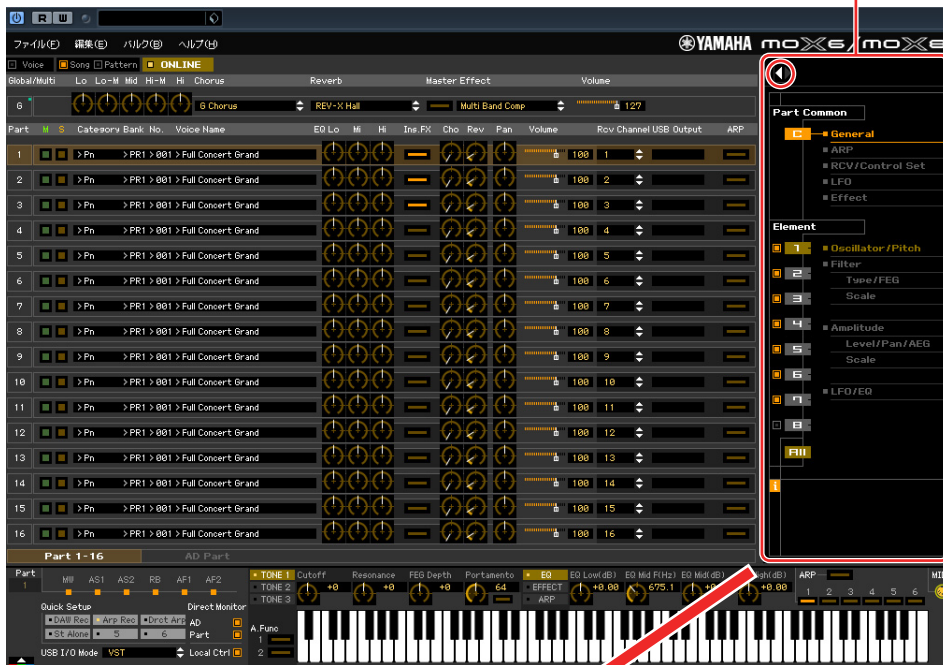 R W
ファイル(F) 編集(E) バルク(B) ヘルプ(H)
YAMAHA
Voice Song Pattern ONLINE
Global/Multi Lo Lo-M Mid Hi-M Hi Chorus Reverb Master Effect Volume
G G Chorus REV-X Hall Multi Band Comp 127
Part M S Category Bank No. Voice Name EQ Lo Mi Hi Ins.FX Cho Rev Pan Volume Rcv Channel USB Output ARP
1 >Pn >PR1 >001 >Full Concert Grand 100 1
2 >Pn >PR1 >001 >Full Concert Grand 100 2
3 >Pn >PR1 >001 >Full Concert Grand 100 3
4 >Pn >PR1 >001 >Full Concert Grand 100 4
5 >Pn >PR1 >001 >Full Concert Grand 100 5
6 >Pn >PR1 >001 >Full Concert Grand 100 6
7 >Pn >PR1 >001 >Full Concert Grand 100 7
8 >Pn >PR1 >001 >Full Concert Grand 100 8
9 >Pn >PR1 >001 >Full Concert Grand 100 9
10 >Pn >PR1 >001 >Full Concert Grand 100 10
11 >Pn >PR1 >001 >Full Concert Grand 100 11
12 >Pn >PR1 >001 >Full Concert Grand 100 12
13 >Pn >PR1 >001 >Full Concert Grand 100 13
14 >Pn >PR1 >001 >Full Concert Grand 100 14
15 >Pn >PR1 >001 >Full Concert Grand 100 15
16 >Pn >PR1 >001 >Full Concert Grand 100 16
Part 1-16 AD Part
Part Common
C General
ARP
RCV/Control Set
LFO
Effect
Element
1 Oscillator/Pitch
2 Filter
Type/FEG
3 Scale
4 Amplitude
5 Level/Pan/AEG
Scale
6
7 LFO/EQ
8
All
i
Part MW AS1 AS2 RB AF1 AF2
1
Quick Setup Direct Monitor
DAW Rec Arp Rec Drct Arp AD
St Alone 5 6 Part
USB I/O Mode VST Local Ctrl
TONE 1 Cutoff Resonance FEG Depth Portamento EQ EQ Low(dB) EQ Mid F(Hz) EQ Mid(dB) ARP
TONE 2 +0 +0 +0 64 EFFECT +0.00 675.1 +0.00 1 2 3 4 5 6
TONE 3 ARP
A.Func
1
2